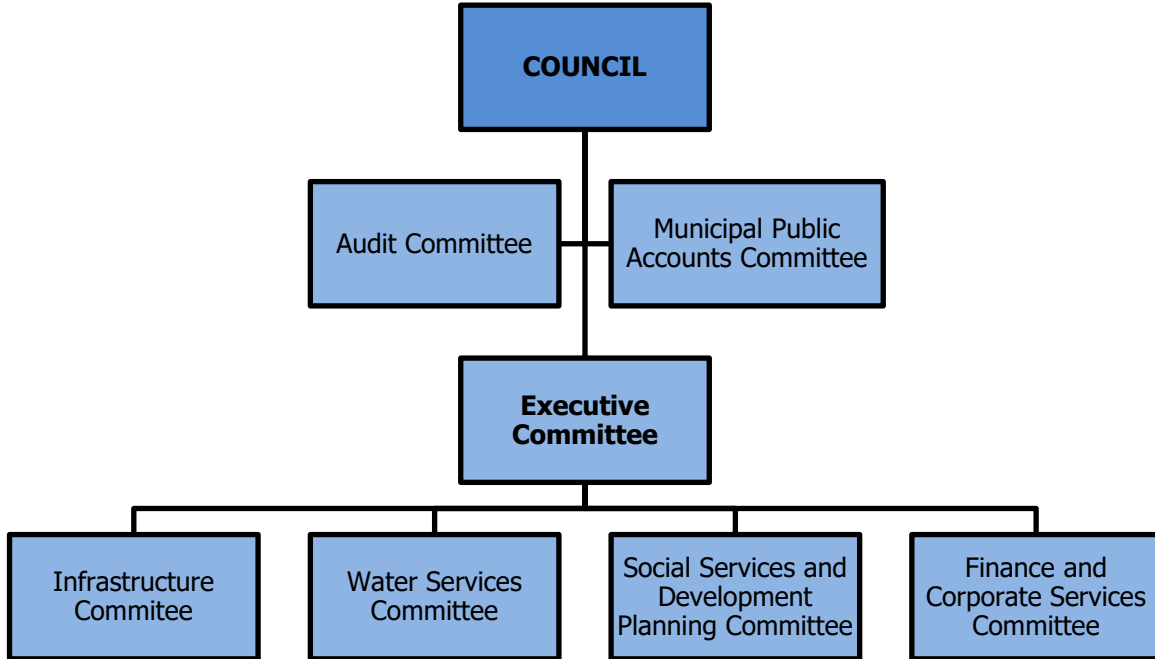 COUNCIL
Audit Committee
Municipal Public
Accounts Committee
Executive
Committee
Infrastructure
Commitee
Water Services
Committee
Social Services and
Development
Planning Committee
Finance and
Corporate Services
Committee